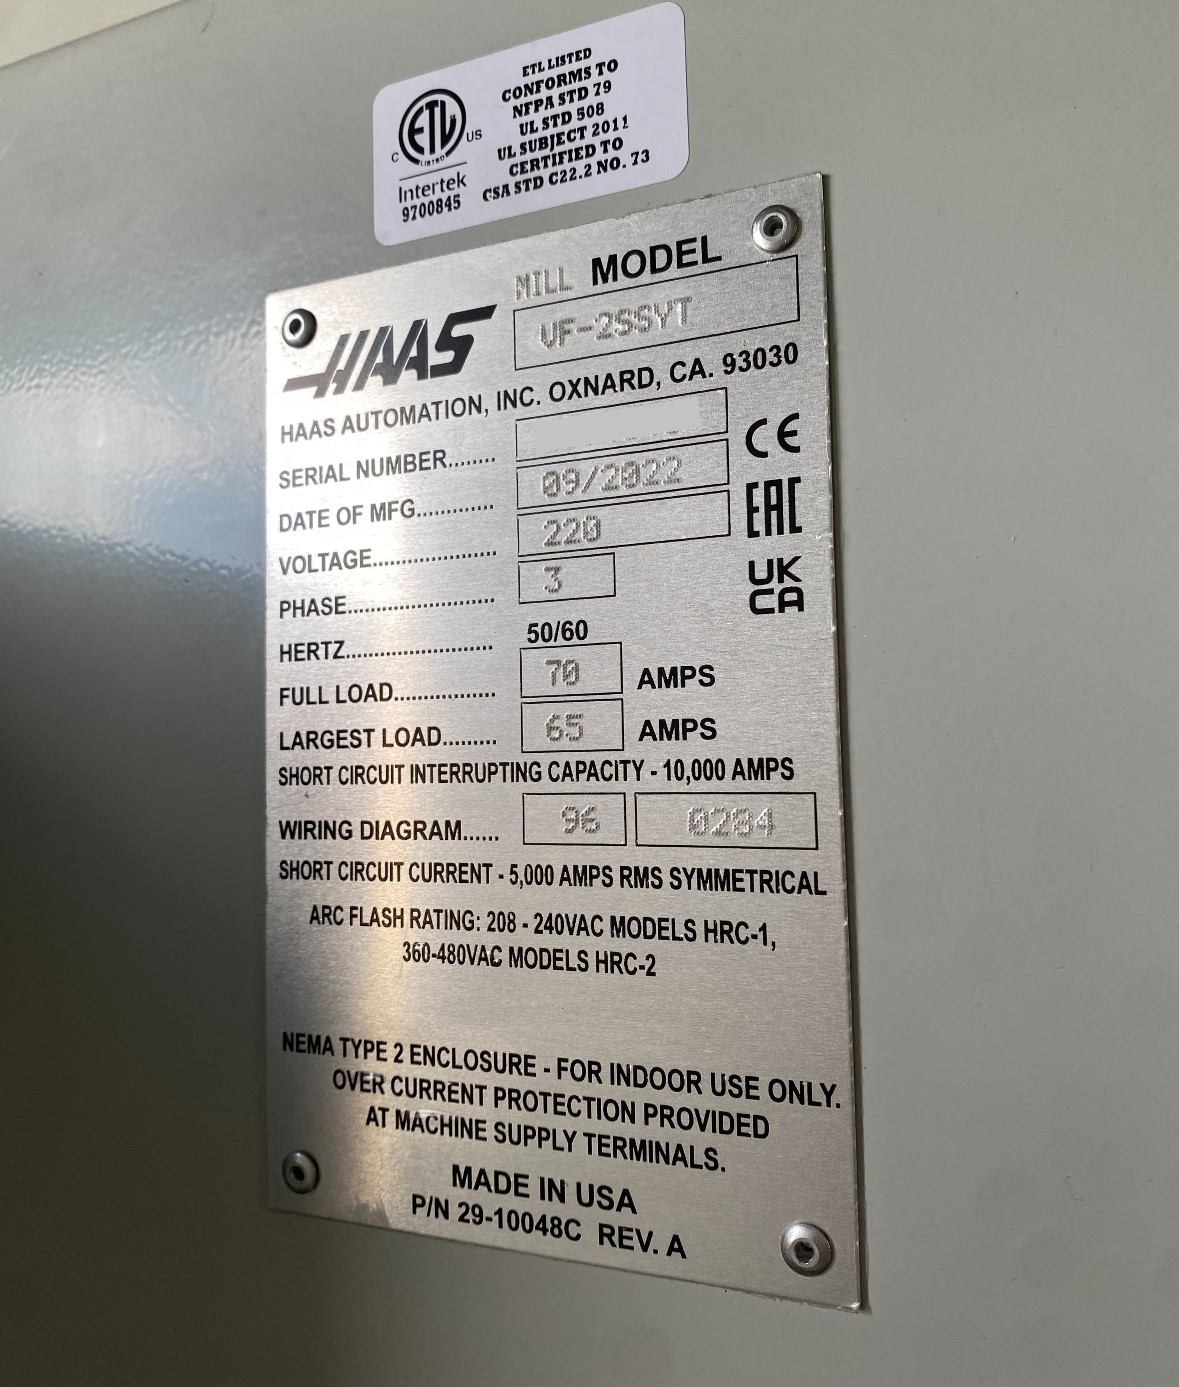 ETL LISTED
CONFORMS TO
NFPA STD 79
UL STD 508
UL SUBJECT 2011
CERTIFIED TO
CSA STD C22.2 NO. 73
ETL
C US
LISTED
Intertek
9700845
MILL MODEL
HAAS VF-2SSYT
HAAS AUTOMATION, INC. OXNARD, CA. 93030
SERIAL NUMBER........
DATE OF MFG............. 09/2022
VOLTAGE..................... 220
PHASE......................... 3
HERTZ......................... 50/60
FULL LOAD................. 70 AMPS
LARGEST LOAD......... 65 AMPS
SHORT CIRCUIT INTERRUPTING CAPACITY - 10,000 AMPS
WIRING DIAGRAM...... 96 0284
SHORT CIRCUIT CURRENT - 5,000 AMPS RMS SYMMETRICAL
ARC FLASH RATING: 208 - 240VAC MODELS HRC-1,
360-480VAC MODELS HRC-2
NEMA TYPE 2 ENCLOSURE - FOR INDOOR USE ONLY.
OVER CURRENT PROTECTION PROVIDED
AT MACHINE SUPPLY TERMINALS.
MADE IN USA
P/N 29-10048C REV. A
CE
EAC
UK
CA